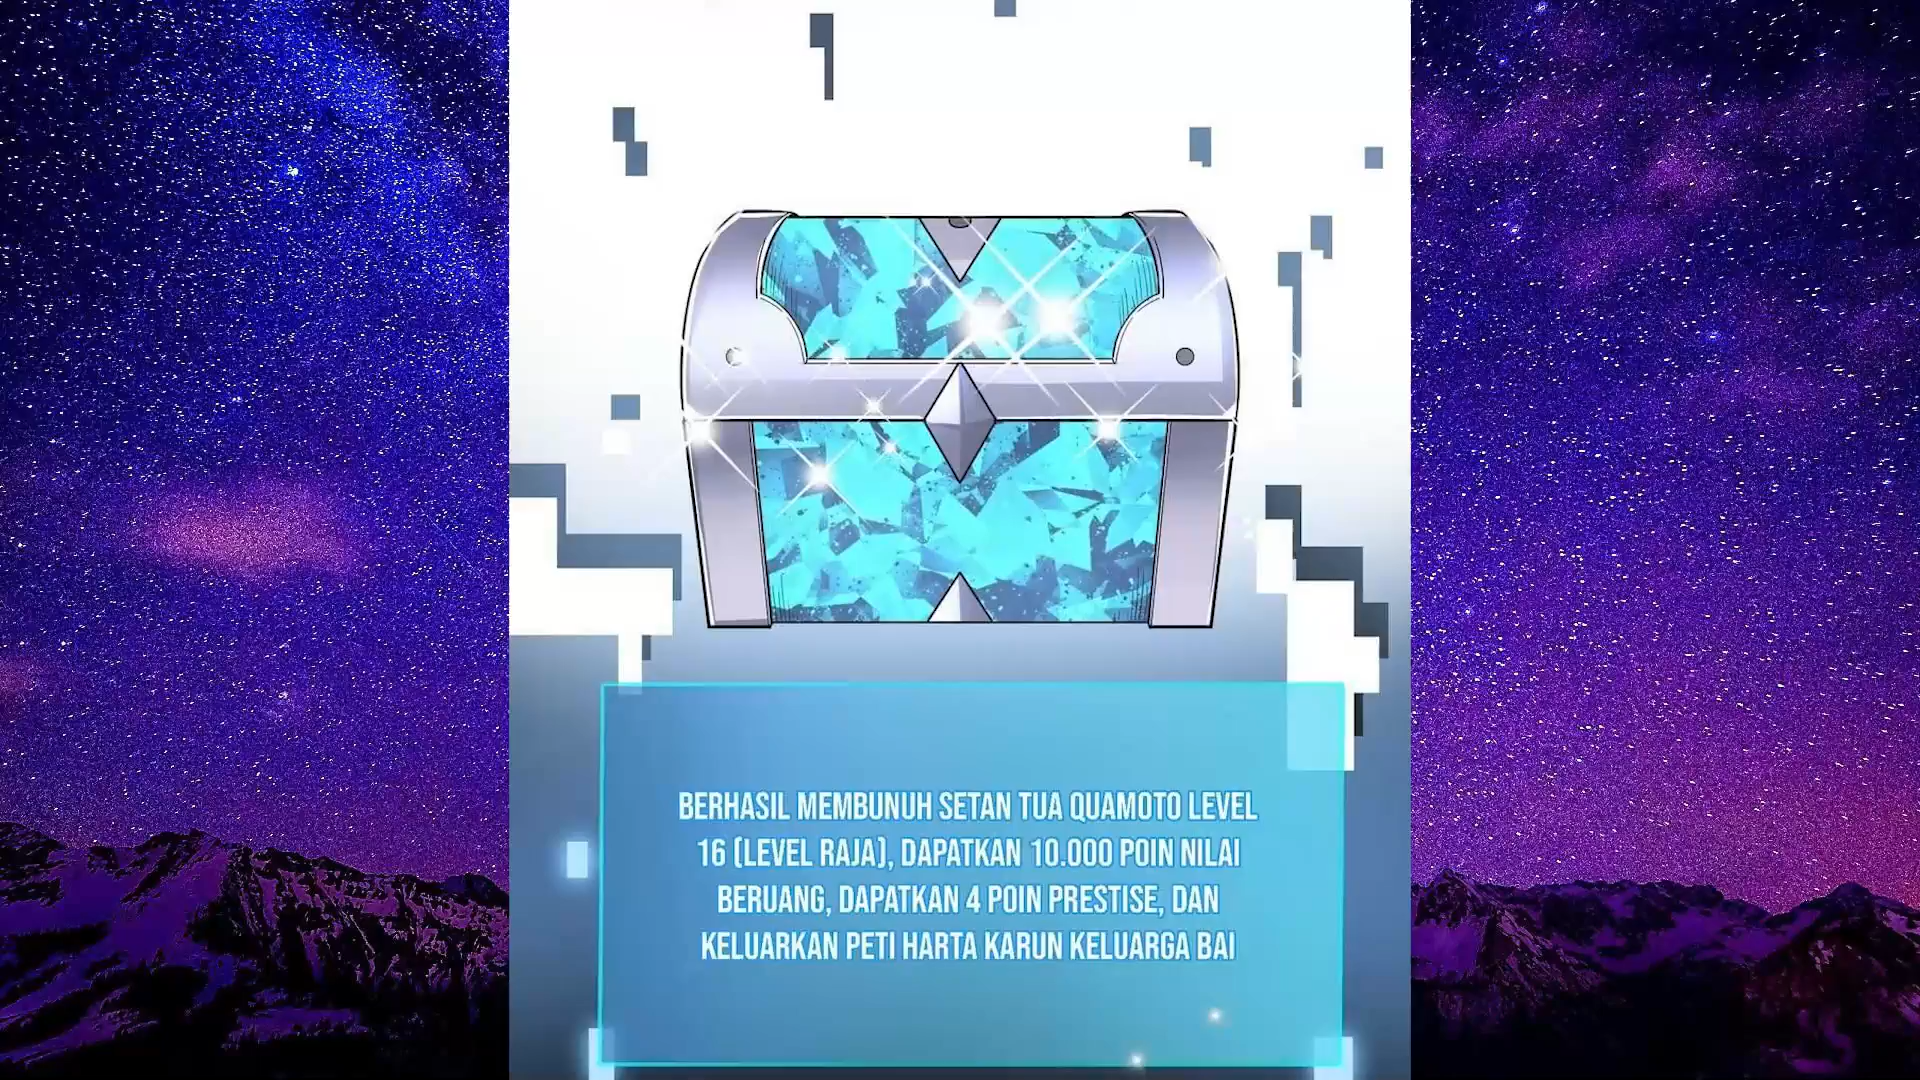 BERHASIL MEMBUNUH SETAN TUA QUAMOTO LEVEL
16 (LEVEL RAJA), DAPATKAN 10.000 POIN NILAI
BERUANG, DAPATKAN 4 POIN PRESTISE, DAN
KELUARKAN PETI HARTA KARUN KELUARGA BAI